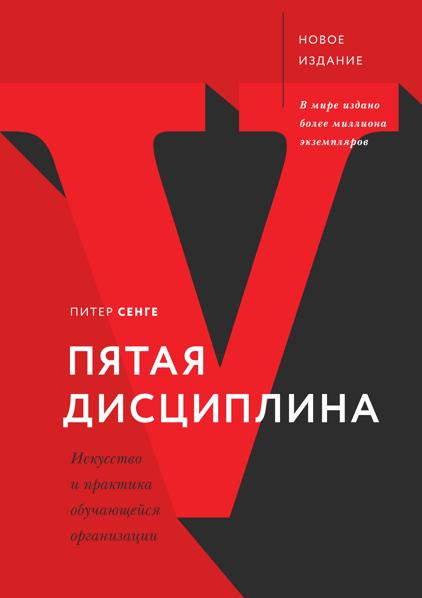 НОВОЕ
ИЗДАНИЕ
В мире издано
более миллиона
экземпляров
ПИТЕР СЕНГЕ
ПЯТАЯ
ДИСЦИПЛИНА
Искусство
и практика
обучающейся
организации